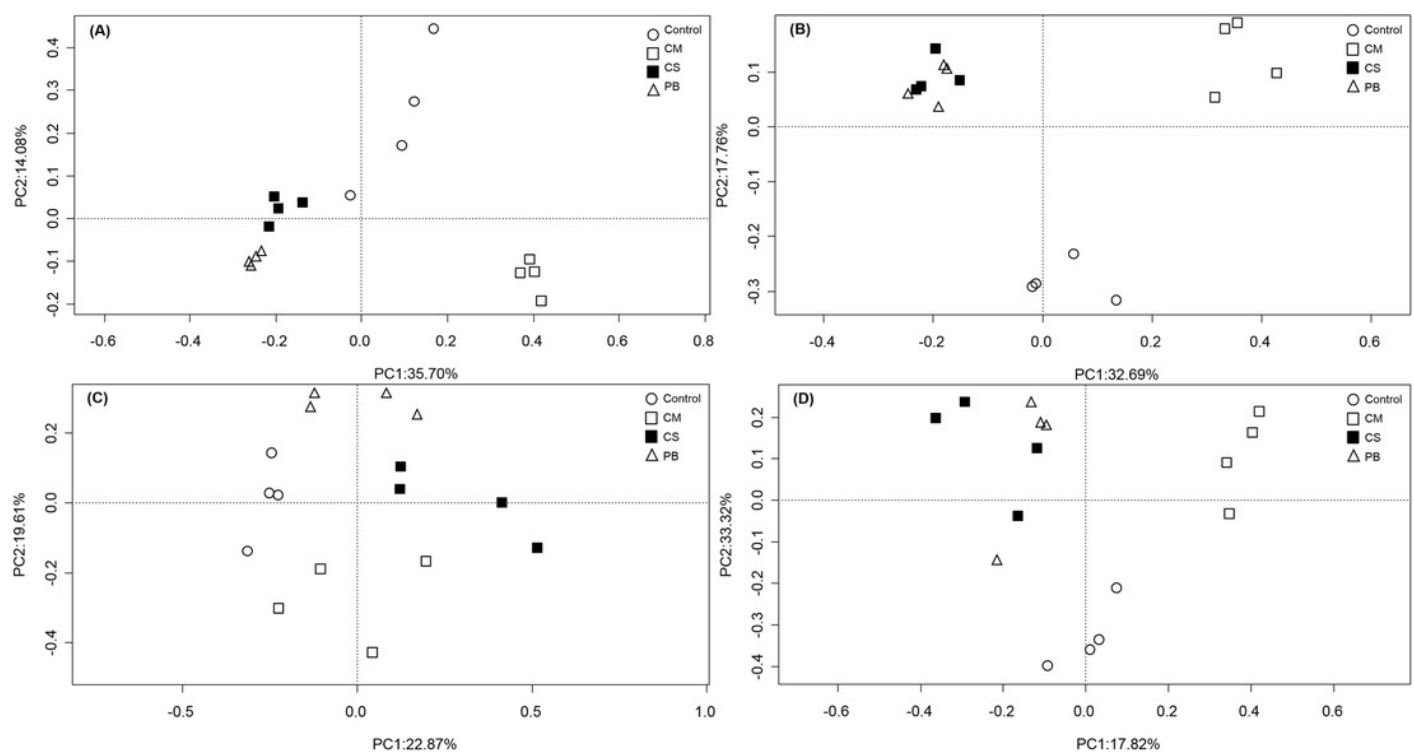 (A)
Control
CM
CS
PB
0.4
0.3
0.2
0.1
0.0
-0.1
-0.2
PC2:14.08%
-0.6
-0.4
-0.2
0.0
0.2
0.4
0.6
0.8
PC1:35.70%
(B)
Control
CM
CS
PB
0.1
0.0
-0.1
-0.2
-0.3
PC2:17.76%
-0.4
-0.2
0.0
0.2
0.4
0.6
PC1:32.69%
(C)
Control
CM
CS
PB
0.2
0.0
-0.2
-0.4
PC2:19.61%
-0.5
0.0
0.5
1.0
PC1:22.87%
(D)
Control
CM
CS
PB
0.2
0.1
0.0
-0.1
-0.2
-0.3
-0.4
PC2:33.32%
-0.6
-0.4
-0.2
0.0
0.2
0.4
0.6
PC1:17.82%